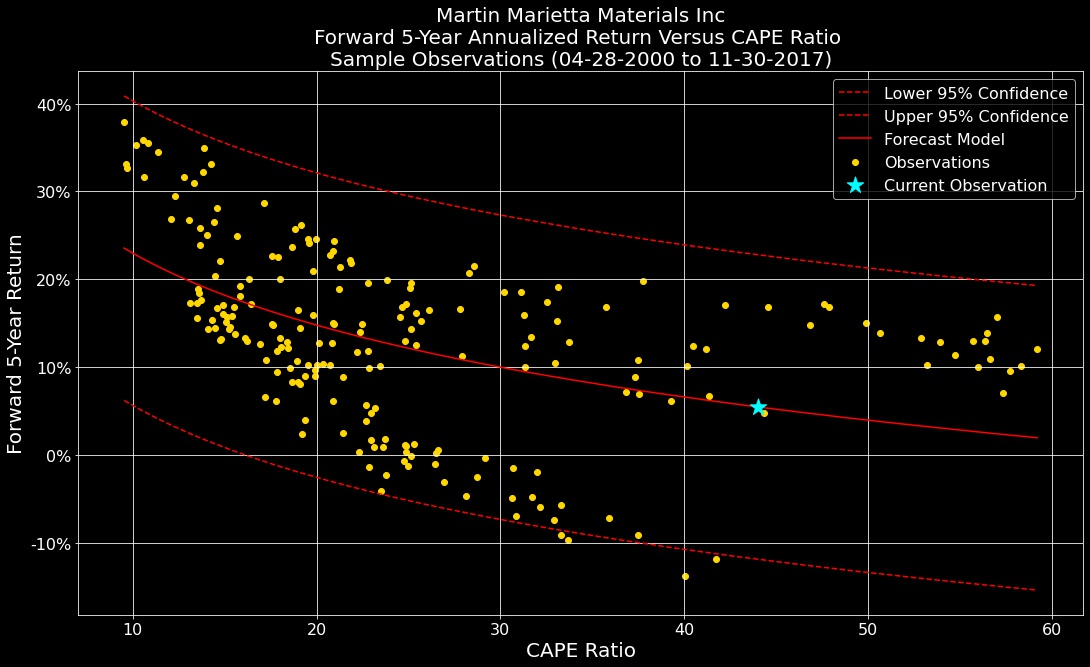 Martin Marietta Materials Inc
Forward 5-Year Annualized Return Versus CAPE Ratio
Sample Observations (04-28-2000 to 11-30-2017)
Lower 95% Confidence
Upper 95% Confidence
Forecast Model
Observations
Current Observation
Forward 5-Year Return
40%
30%
20%
10%
0%
-10%
10 20 30 40 50 60
CAPE Ratio